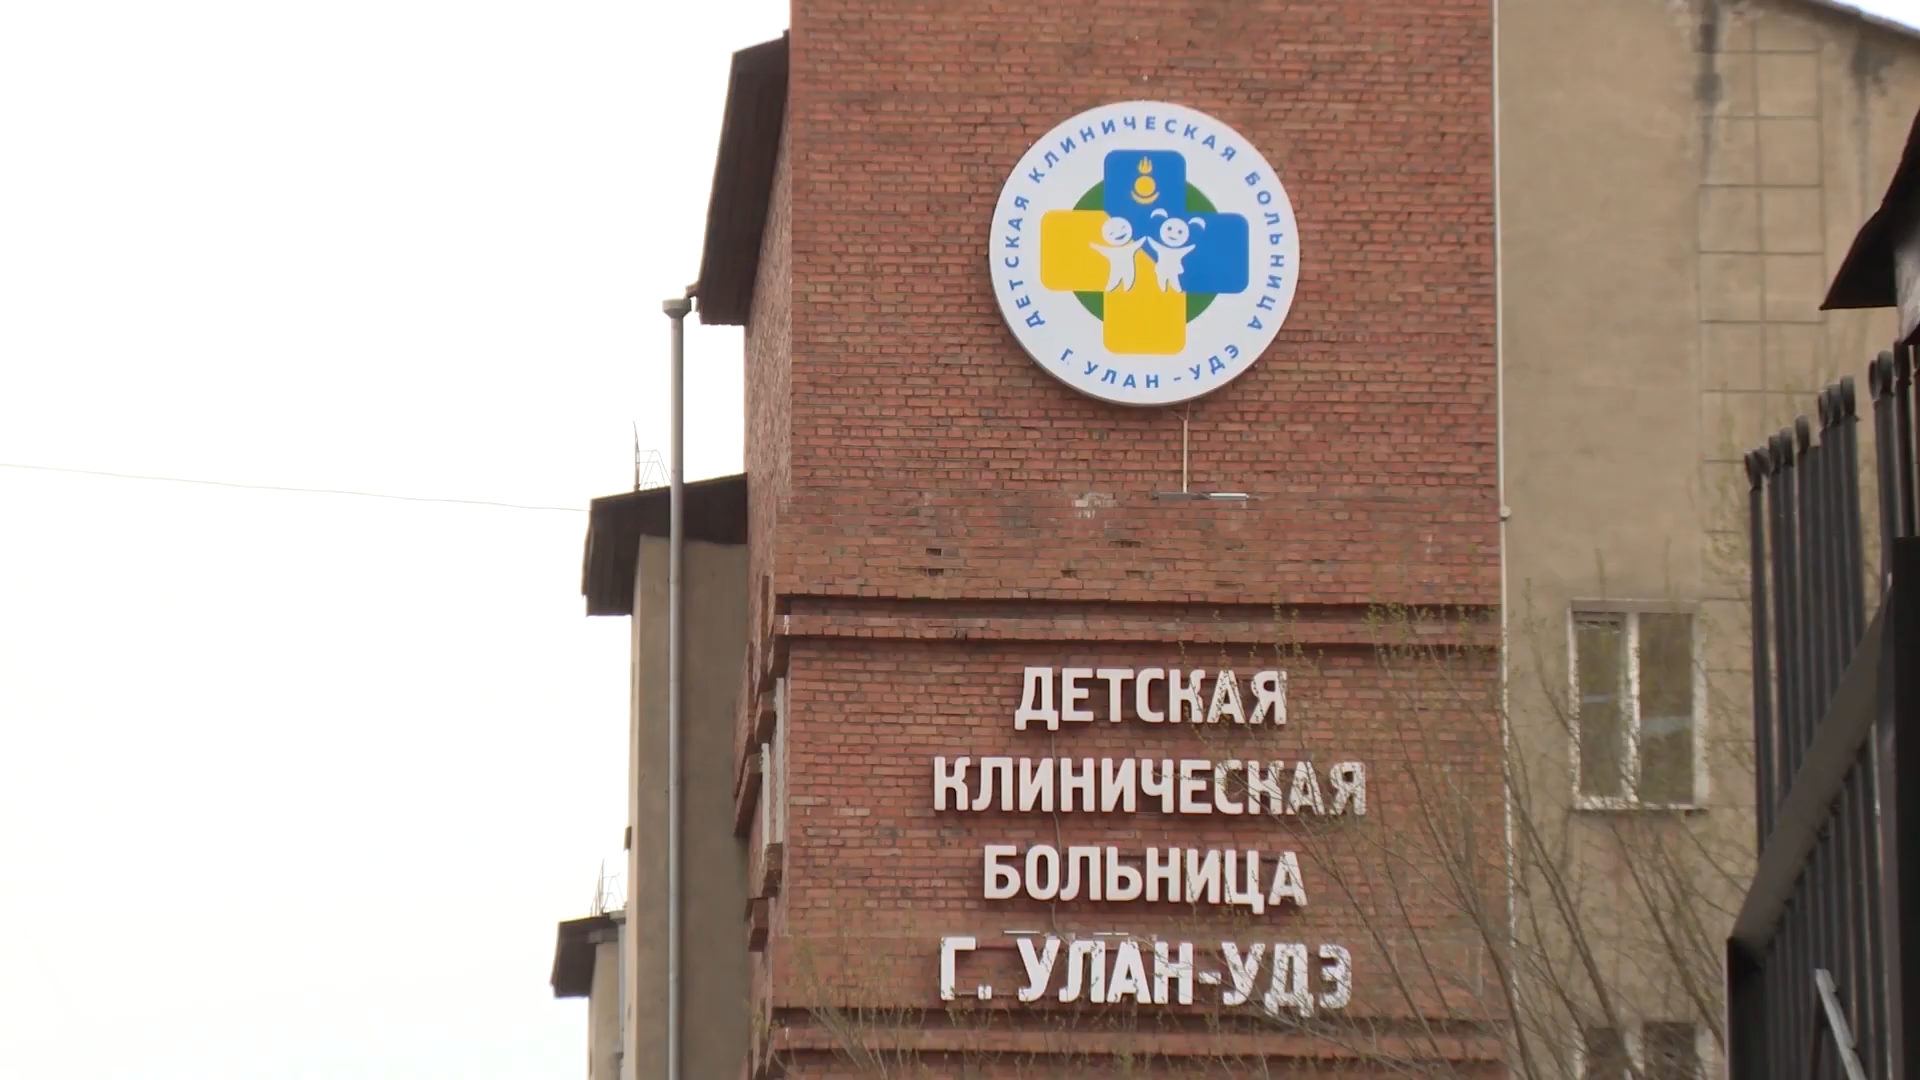 ДЕТСКАЯ КЛИНИЧЕСКАЯ БОЛЬНИЦА
Г. УЛАН-УДЭ
ДЕТСКАЯ
КЛИНИЧЕСКАЯ
БОЛЬНИЦА
Г. УЛАН-УДЭ